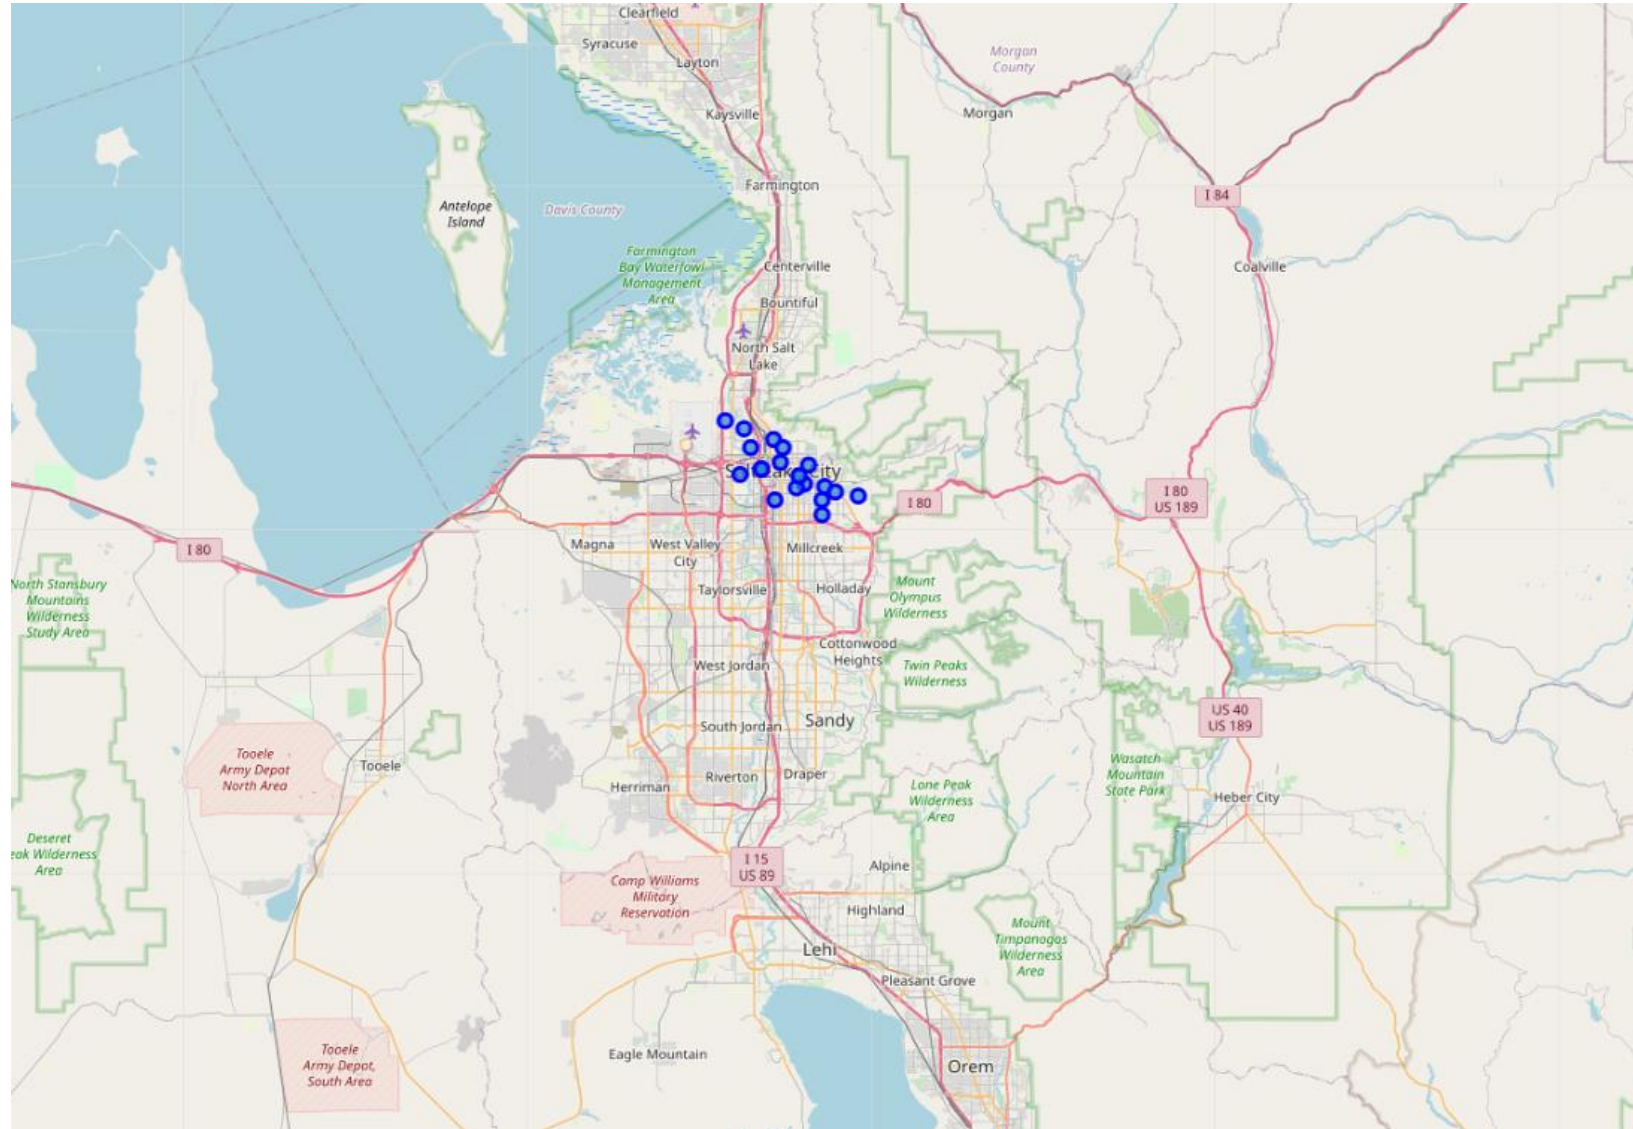 Clearfield
Syracuse
Layton
Morgan
County
Kaysville
Morgan
Farmington
I 84
Antelope
Island
Davis County
Farmington
Bay Waterfowl
Management
Area
Centerville
Coalville
Bountiful
North Salt
Lake
Salt Lake City
I 80
I 80
US 189
I 80
Magna
West Valley
City
Millcreek
North Stansbury
Mountains
Wilderness
Study Area
Taylorsville
Holladay
Mount
Olympus
Wilderness
Cottonwood
Heights
West Jordan
Twin Peaks
Wilderness
South Jordan
Sandy
US 40
US 189
Tooele
Army Depot
North Area
Tooele
Riverton
Draper
Herriman
Lone Peak
Wilderness
Area
Wasatch
Mountain
State Park
Heber City
Deseret
eak Wilderness
Area
I 15
US 89
Alpine
Camp Williams
Military
Reservation
Highland
Mount
Timpanogos
Wilderness
Area
Lehi
Pleasant Grove
Eagle Mountain
Tooele
Army Depot,
South Area
Orem